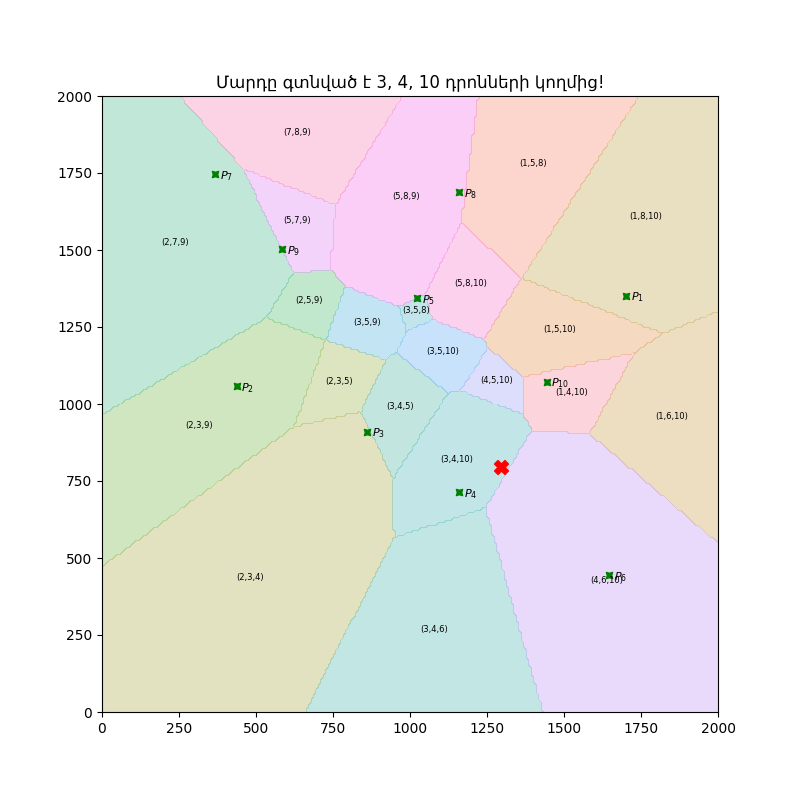 Մարդը գտնված է 3, 4, 10 դրոնների կողմից!
2000
(7,8,9)
(1,5,8)
1750
P7
P8
(5,8,9)
(5,7,9)
(1,8,10)
(2,7,9)
1500
P9
(5,8,10)
P1
P5
(2,5,9)
(3,5,8)
(3,5,9)
1250
(1,5,10)
(3,5,10)
(2,3,5)
(4,5,10)
P10
P2
(1,4,10)
1000
(3,4,5)
(1,6,10)
(2,3,9)
P3
(3,4,10)
750
P4
500
(2,3,4)
P6
(4,6,10)
(3,4,6)
250
0
0 250 500 750 1000 1250 1500 1750 2000